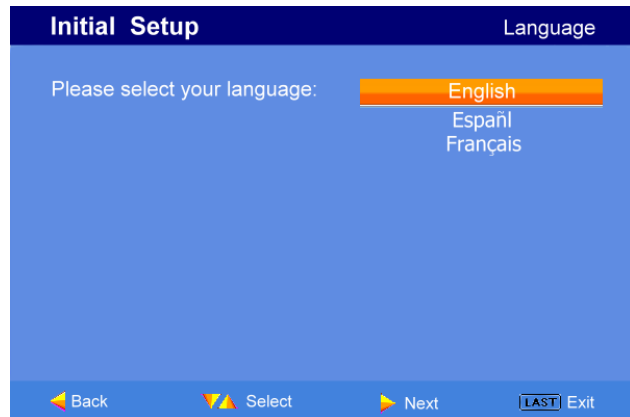 Initial Setup Language
Please select your language: English
Españl
Français
Back Select Next LAST Exit